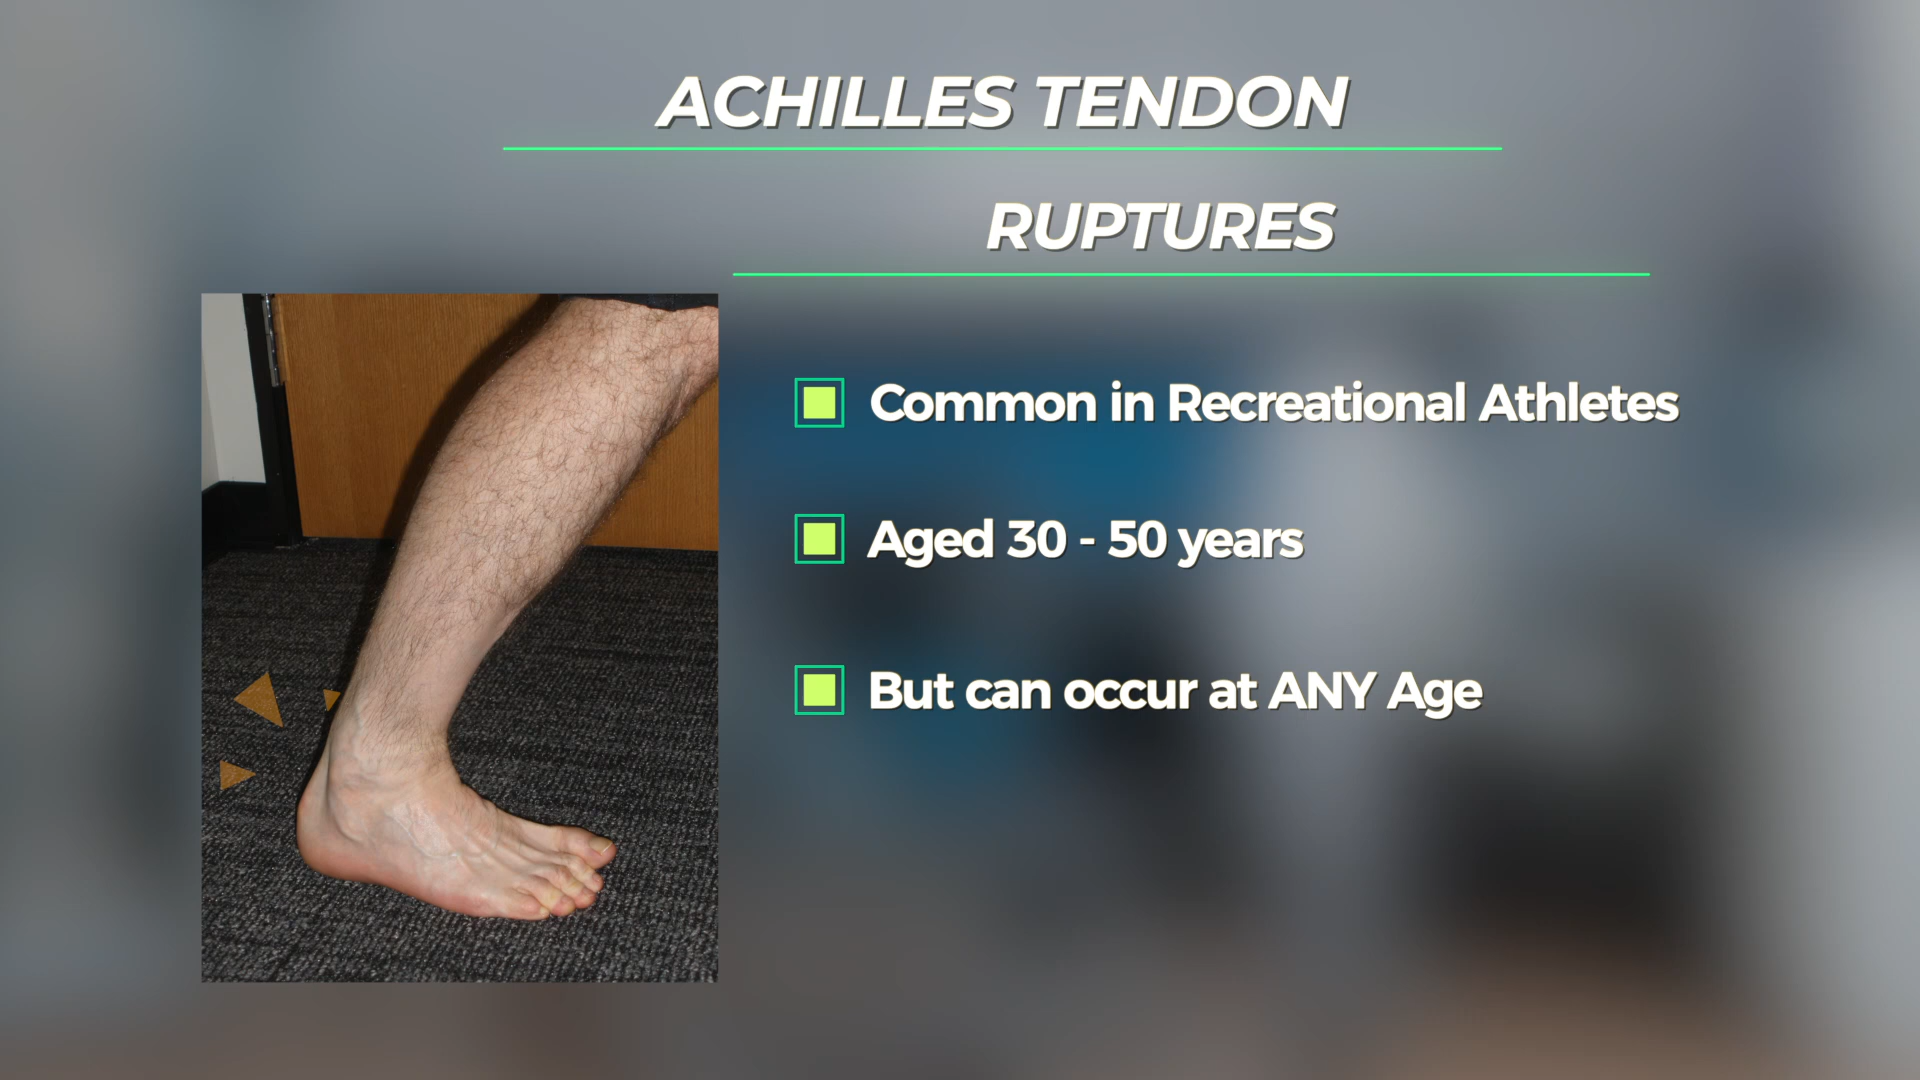 ACHILLES TENDON
RUPTURES
Common in Recreational Athletes
Aged 30 - 50 years
But can occur at ANY Age